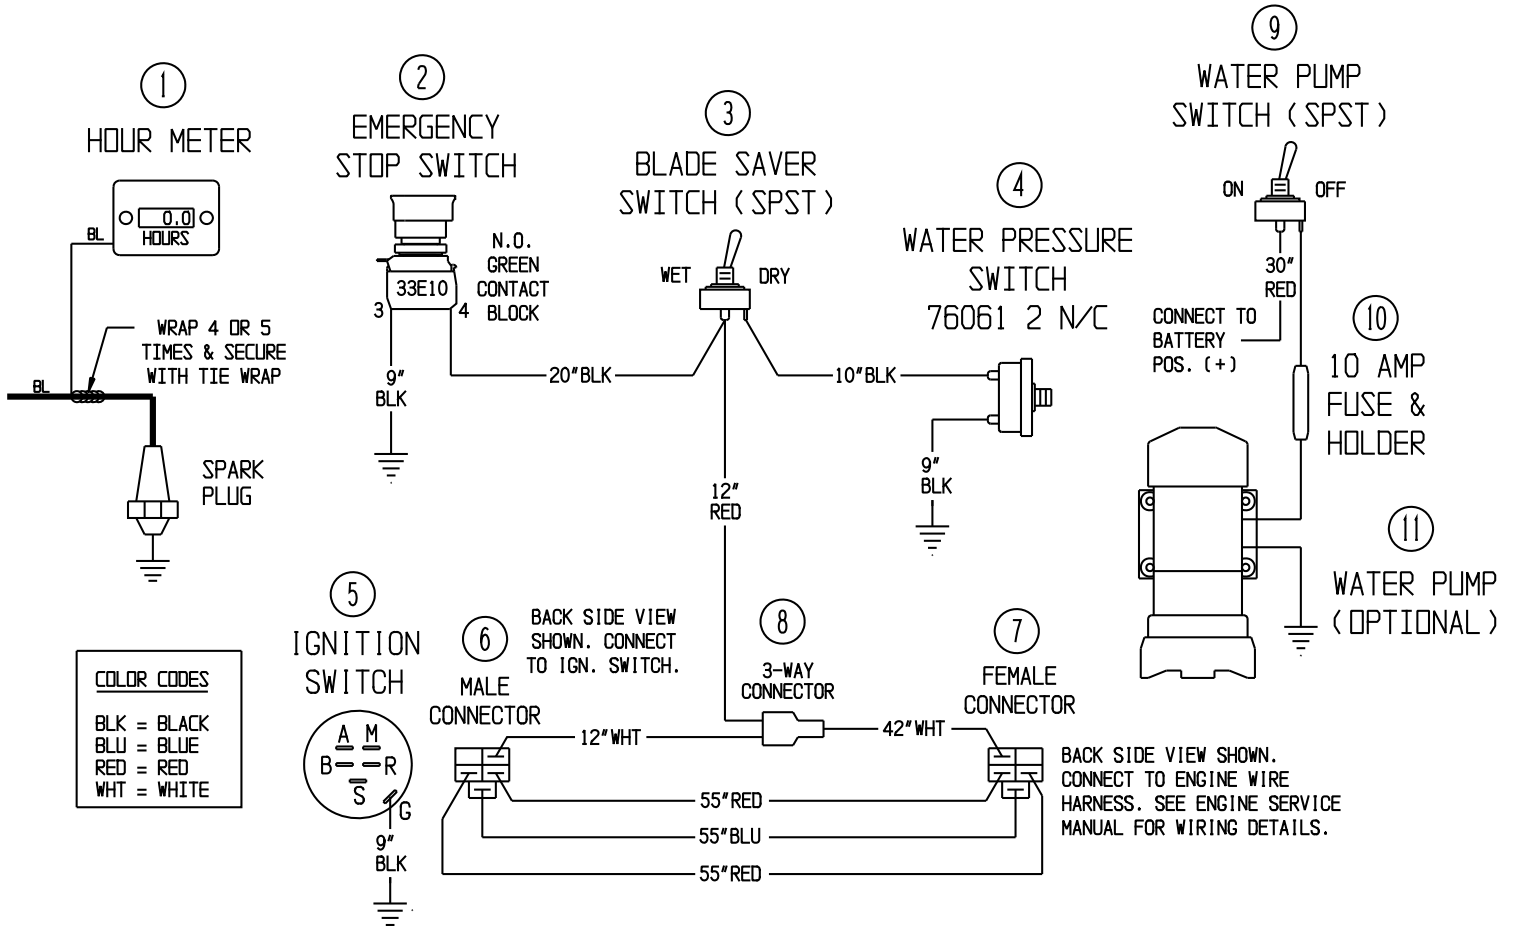 1
HOUR METER
0.0
HOURS
BL
WRAP 4 OR 5
TIMES & SECURE
WITH TIE WRAP
BL
SPARK
PLUG
2
EMERGENCY
STOP SWITCH
33E10
3
4
N.O.
GREEN
CONTACT
BLOCK
9" BLK
20"BLK
3
BLADE SAVER
SWITCH (SPST)
WET
DRY
10"BLK
12"
RED
4
WATER PRESSURE
SWITCH
76061 2 N/C
9"
BLK
9
WATER PUMP
SWITCH (SPST)
ON
OFF
30"
RED
CONNECT TO
BATTERY
POS. (+)
10
10 AMP
FUSE &
HOLDER
11
WATER PUMP
(OPTIONAL)
5
IGNITION
SWITCH
A M
B R
S
G
9"
BLK
6
MALE
CONNECTOR
BACK SIDE VIEW
SHOWN. CONNECT
TO IGN. SWITCH.
8
3-WAY
CONNECTOR
7
FEMALE
CONNECTOR
12"WHT
42"WHT
55"RED
55"BLU
55"RED
BACK SIDE VIEW SHOWN.
CONNECT TO ENGINE WIRE
HARNESS. SEE ENGINE SERVICE
MANUAL FOR WIRING DETAILS.
COLOR CODES
BLK = BLACK
BLU = BLUE
RED = RED
WHT = WHITE